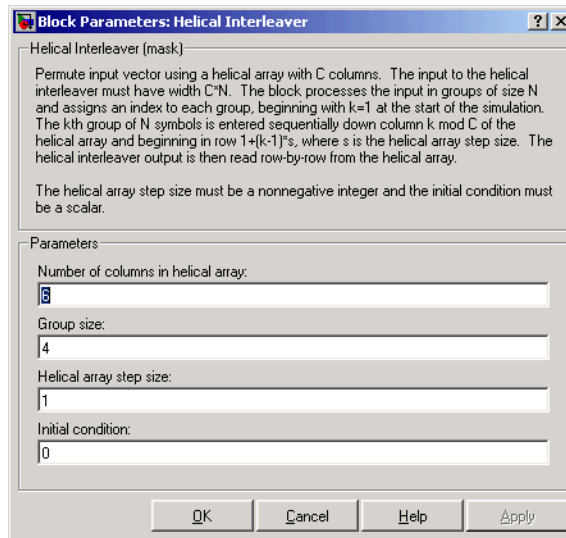 Block Parameters: Helical Interleaver
Helical Interleaver (mask)
Permute input vector using a helical array with C columns.  The input to the helical
interleaver must have width C*N.  The block processes the input in groups of size N
and assigns an index to each group, beginning with k=1 at the start of the simulation.
The kth group of N symbols is entered sequentially down column k mod C of the
helical array and beginning in row 1+(k-1)*s, where s is the helical array step size.  The
helical interleaver output is then read row-by-row from the helical array.
The helical array step size must be a nonnegative integer and the initial condition must
be a scalar.
Parameters
Number of columns in helical array:
6
Group size:
4
Helical array step size:
1
Initial condition:
0
OK Cancel Help Apply